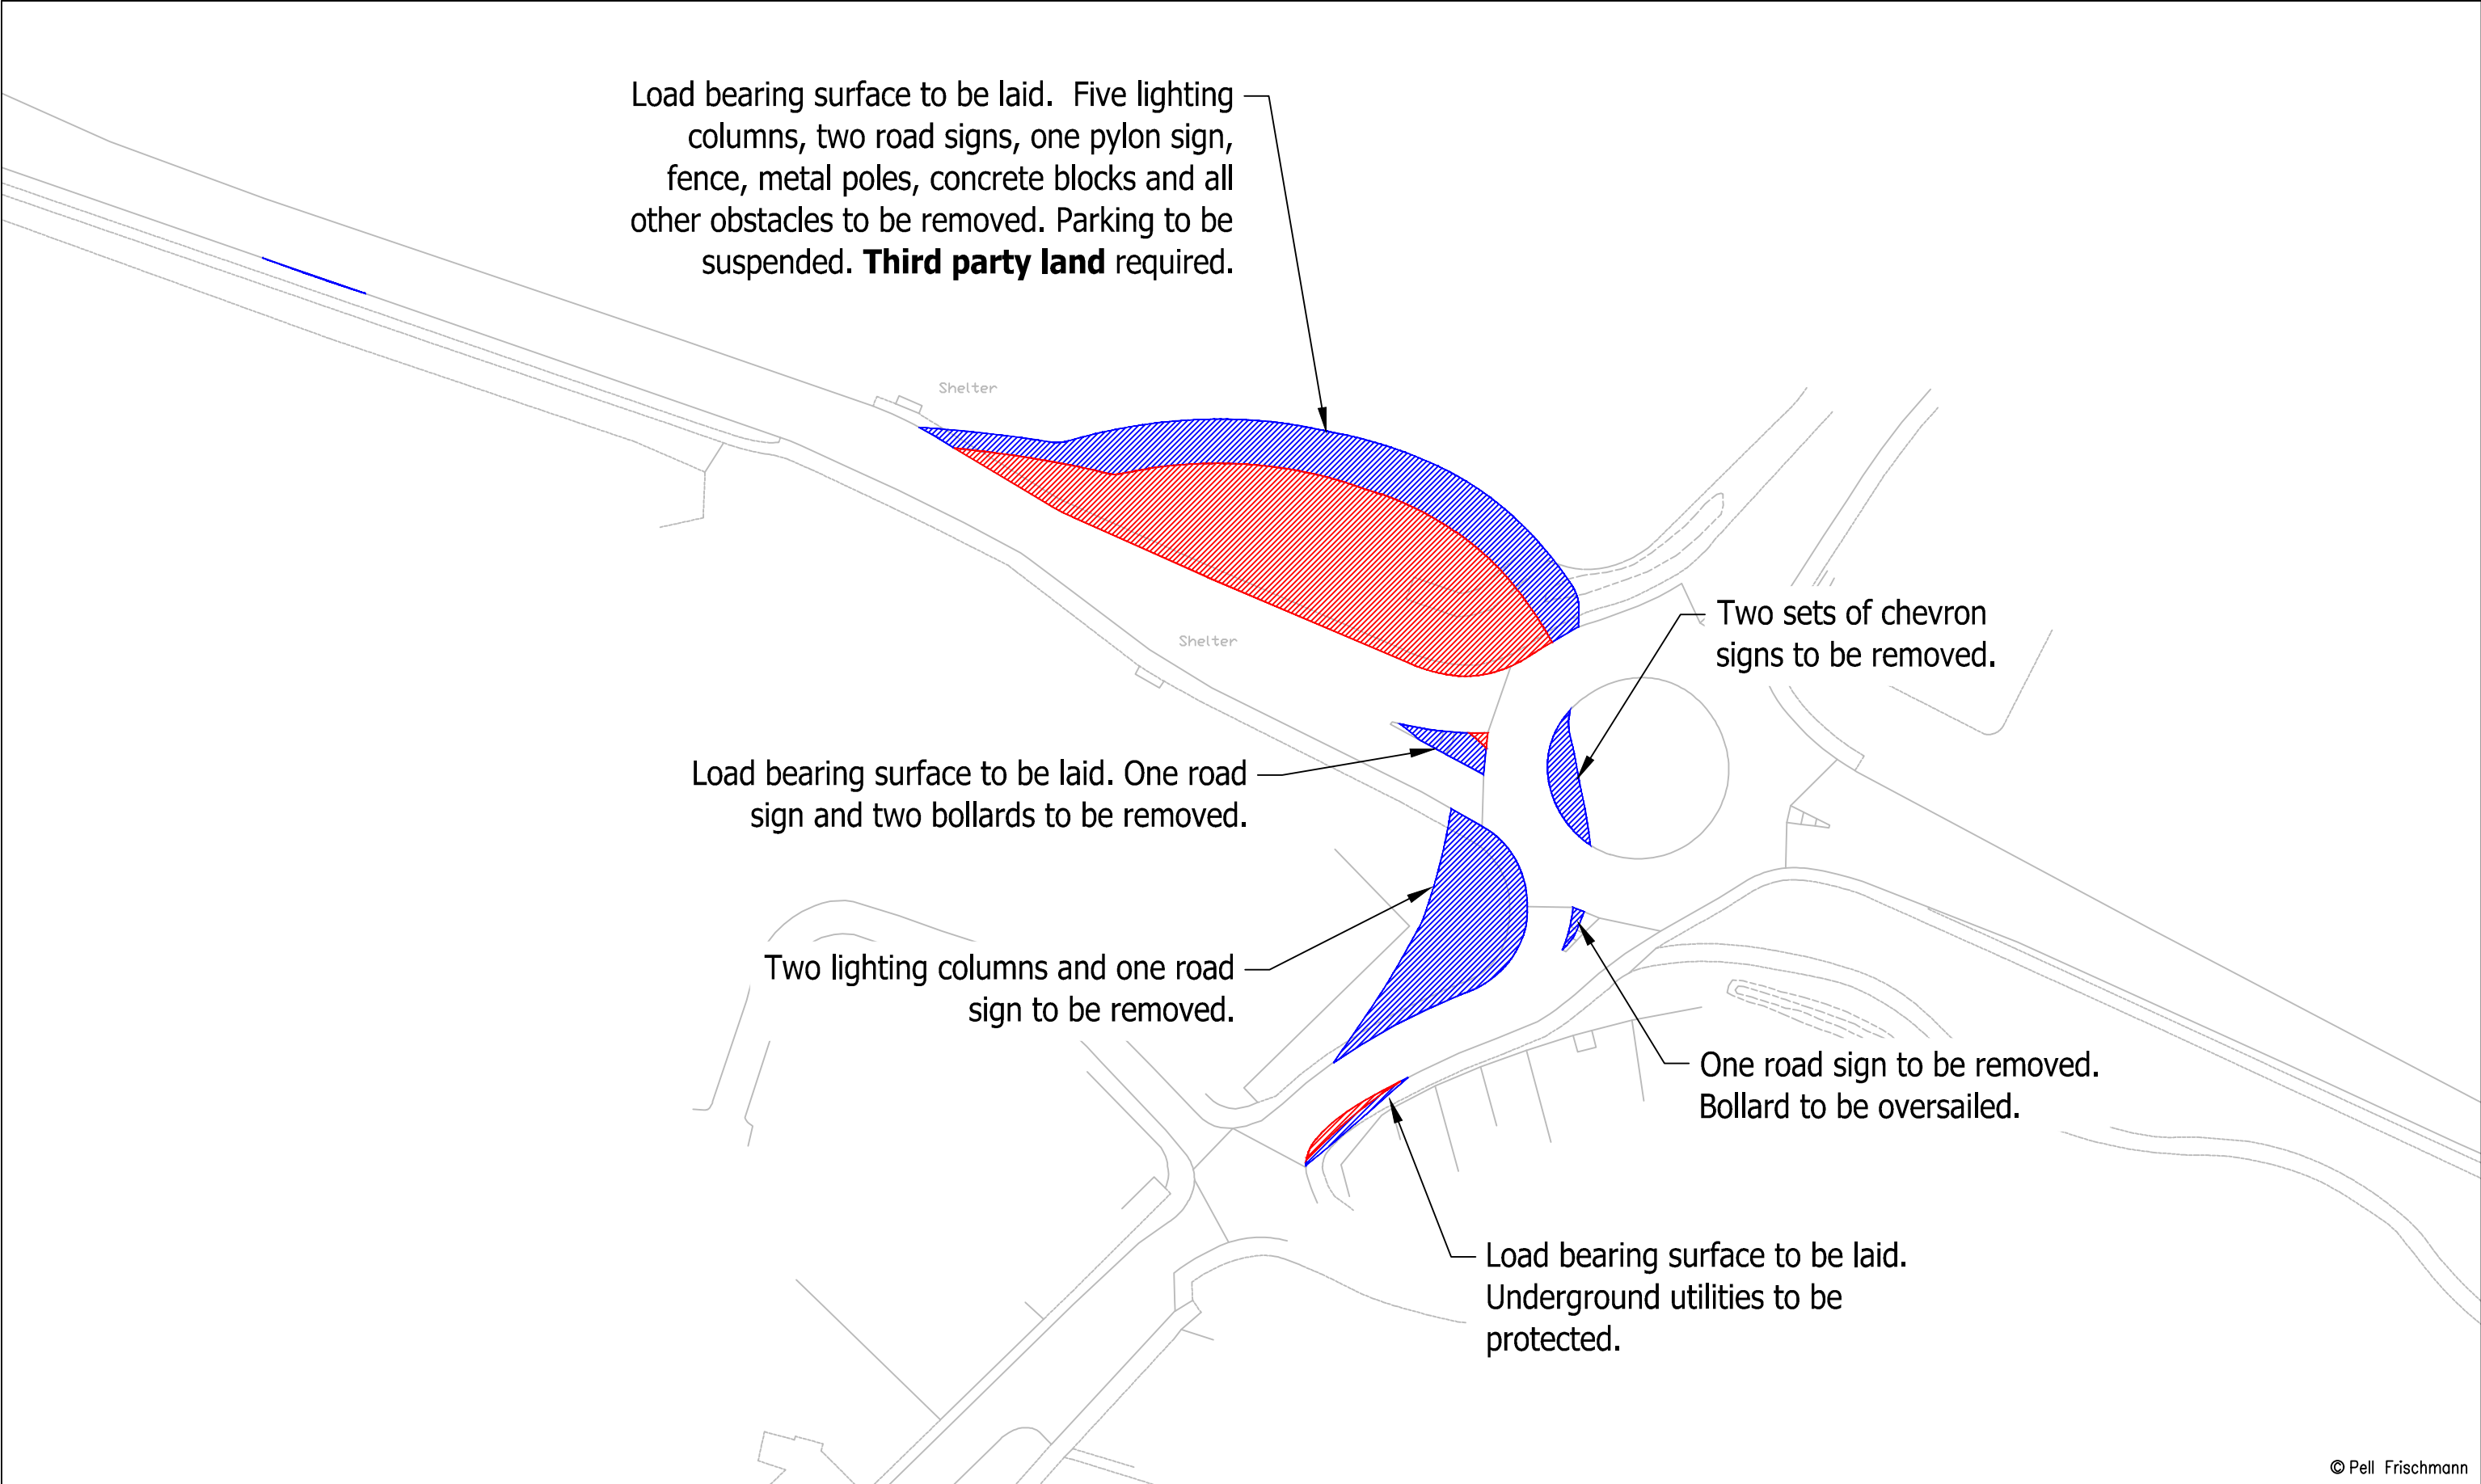 Load bearing surface to be laid.  Five lighting
columns, two road signs, one pylon sign,
fence, metal poles, concrete blocks and all
other obstacles to be removed. Parking to be
suspended. Third party land required.
Shelter
Two sets of chevron
signs to be removed.
Shelter
Load bearing surface to be laid. One road
sign and two bollards to be removed.
Two lighting columns and one road
sign to be removed.
One road sign to be removed.
Bollard to be oversailed.
Load bearing surface to be laid.
Underground utilities to be
protected.
© Pell Frischmann